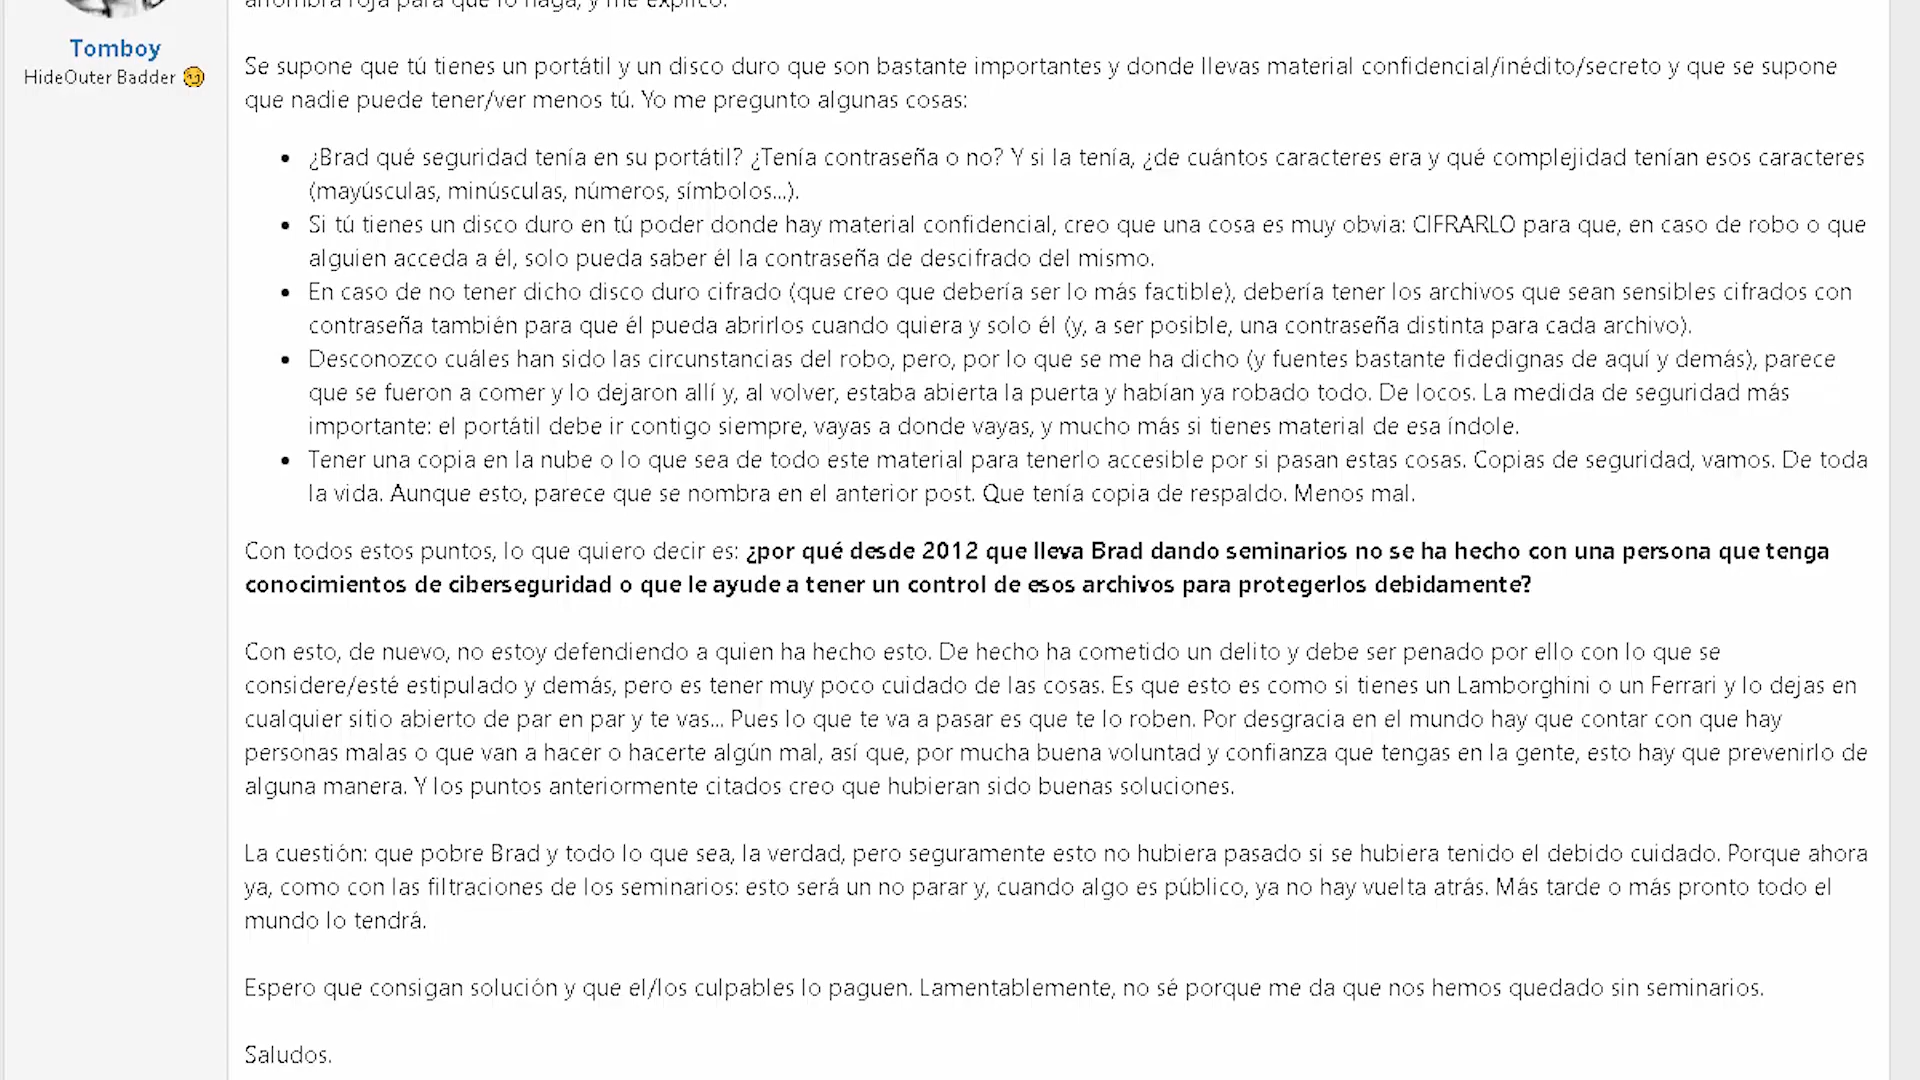 alfombra roja para que lo haga, y me explico.
Tomboy
HideOuter Badder
Se supone que tú tienes un portátil y un disco duro que son bastante importantes y donde llevas material confidencial/inédito/secreto y que se supone
que nadie puede tener/ver menos tú. Yo me pregunto algunas cosas:
• ¿Brad qué seguridad tenía en su portátil? ¿Tenía contraseña o no? Y si la tenía, ¿de cuántos caracteres era y qué complejidad tenían esos caracteres
(mayúsculas, minúsculas, números, símbolos...).
• Si tú tienes un disco duro en tú poder donde hay material confidencial, creo que una cosa es muy obvia: CIFRARLO para que, en caso de robo o que
alguien acceda a él, solo pueda saber él la contraseña de descifrado del mismo.
• En caso de no tener dicho disco duro cifrado (que creo que debería ser lo más factible), debería tener los archivos que sean sensibles cifrados con
contraseña también para que él pueda abrirlos cuando quiera y solo él (y, a ser posible, una contraseña distinta para cada archivo).
• Desconozco cuáles han sido las circunstancias del robo, pero, por lo que se me ha dicho (y fuentes bastante fidedignas de aquí y demás), parece
que se fueron a comer y lo dejaron allí y, al volver, estaba abierta la puerta y habían ya robado todo. De locos. La medida de seguridad más
importante: el portátil debe ir contigo siempre, vayas a donde vayas, y mucho más si tienes material de esa índole.
• Tener una copia en la nube o lo que sea de todo este material para tenerlo accesible por si pasan estas cosas. Copias de seguridad, vamos. De toda
la vida. Aunque esto, parece que se nombra en el anterior post. Que tenía copia de respaldo. Menos mal.
Con todos estos puntos, lo que quiero decir es: ¿por qué desde 2012 que lleva Brad dando seminarios no se ha hecho con una persona que tenga
conocimientos de ciberseguridad o que le ayude a tener un control de esos archivos para protegerlos debidamente?
Con esto, de nuevo, no estoy defendiendo a quien ha hecho esto. De hecho ha cometido un delito y debe ser penado por ello con lo que se
considere/esté estipulado y demás, pero es tener muy poco cuidado de las cosas. Es que esto es como si tienes un Lamborghini o un Ferrari y lo dejas en
cualquier sitio abierto de par en par y te vas... Pues lo que te va a pasar es que te lo roben. Por desgracia en el mundo hay que contar con que hay
personas malas o que van a hacer o hacerte algún mal, así que, por mucha buena voluntad y confianza que tengas en la gente, esto hay que prevenirlo de
alguna manera. Y los puntos anteriormente citados creo que hubieran sido buenas soluciones.
La cuestión: que pobre Brad y todo lo que sea, la verdad, pero seguramente esto no hubiera pasado si se hubiera tenido el debido cuidado. Porque ahora
ya, como con las filtraciones de los seminarios: esto será un no parar y, cuando algo es público, ya no hay vuelta atrás. Más tarde o más pronto todo el
mundo lo tendrá.
Espero que consigan solución y que el/los culpables lo paguen. Lamentablemente, no sé porque me da que nos hemos quedado sin seminarios.
Saludos.